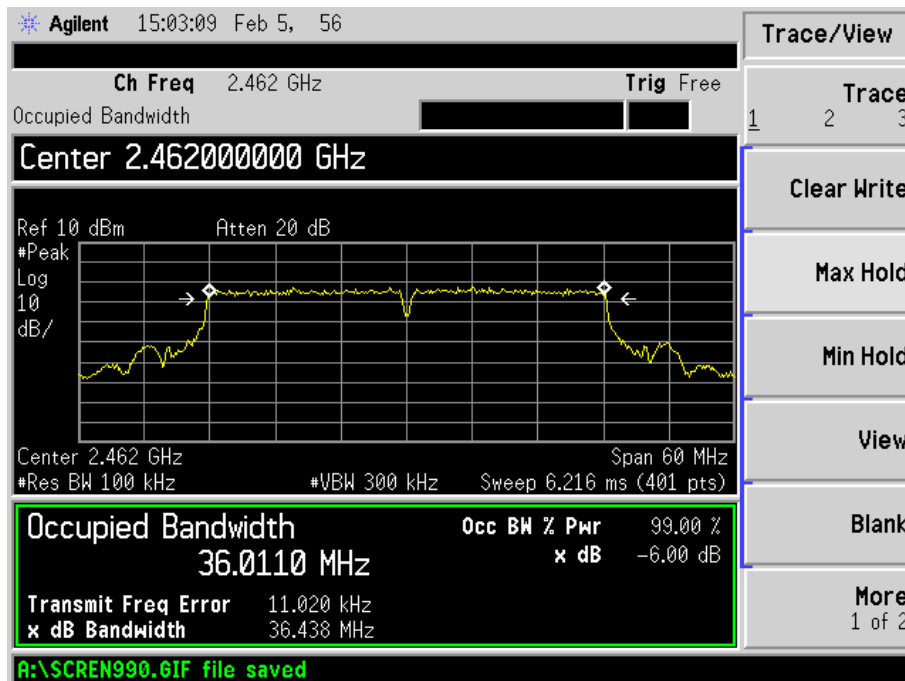 Agilent 15:03:09 Feb 5, 56
Trace/View
Ch Freq 2.462 GHz Trig Free
Occupied Bandwidth
Trace
1 2 3
Center 2.462000000 GHz
Clear Write
Ref 10 dBm Atten 20 dB
#Peak
Log
10
dB/
Max Hold
Min Hold
View
Center 2.462 GHz Span 60 MHz
#Res BW 100 kHz #VBW 300 kHz Sweep 6.216 ms (401 pts)
Occupied Bandwidth Occ BW % Pwr 99.00 %
36.0110 MHz x dB -6.00 dB
Blank
Transmit Freq Error 11.020 kHz
x dB Bandwidth 36.438 MHz
More
1 of 2
A:\SCREN990.GIF file saved